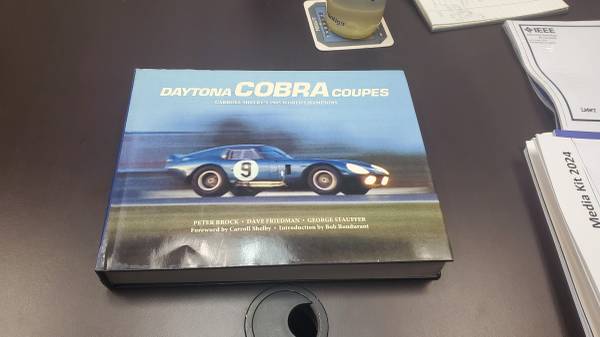 DAYTONA COBRA COUPES
CARROLL SHELBY'S 1965 WORLD CHAMPIONS
9
PETER BROCK • DAVE FRIEDMAN • GEORGE STAUFFER
Foreword by Carroll Shelby • Introduction by Bob Bondurant
IEEE
Media Kit 2024